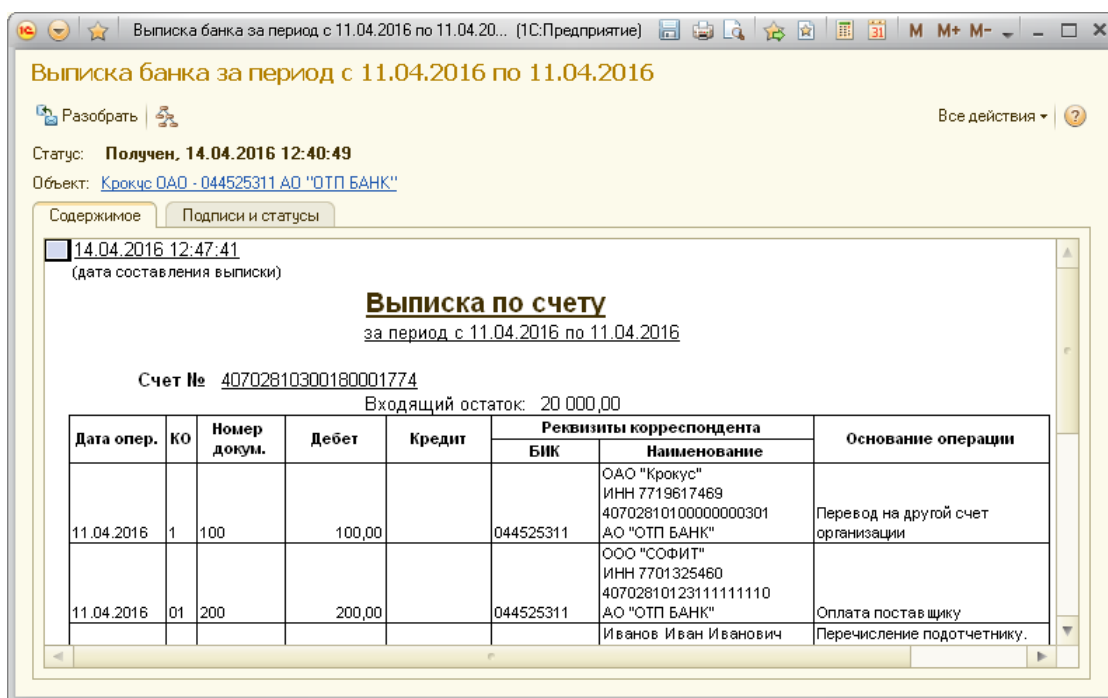 Выписка банка за период с 11.04.2016 по 11.04.20... (1С:Предприятие) 31 M M+ M-
Выписка банка за период с 11.04.2016 по 11.04.2016
Разобрать Все действия
Статус: Получен, 14.04.2016 12:40:49
Объект: Крокус ОАО - 044525311 АО "ОТП БАНК"
Содержимое Подписи и статусы
14.04.2016 12:47:41
(дата составления выписки)
Выписка по счету
за период с 11.04.2016 по 11.04.2016
Счет № 40702810300180001774
Входящий остаток: 20 000,00
Дата опер. КО Номер докум. Дебет Кредит Реквизиты корреспондента Основание операции
БИК Наименование
ОАО "Крокус"
ИНН 7719617469
40702810100000000301 Перевод на другой счет
11.04.2016 1 100 100,00 044525311 АО "ОТП БАНК" организации
ООО "СОФИТ"
ИНН 7701325460
40702810123111111110
11.04.2016 01 200 200,00 044525311 АО "ОТП БАНК" Оплата поставщику
Иванов Иван Иванович Перечисление подотчетнику.